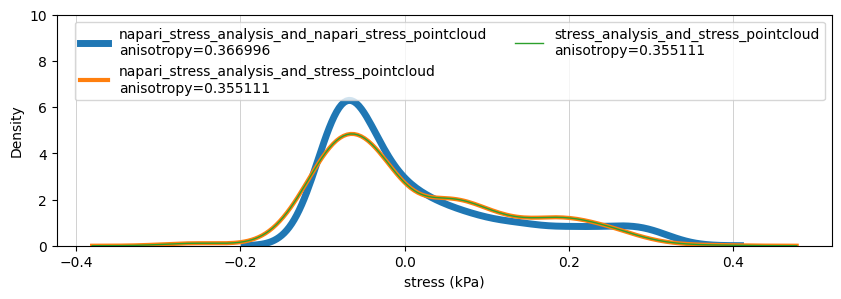 napari_stress_analysis_and_napari_stress_pointcloud
anisotropy=0.366996
napari_stress_analysis_and_stress_pointcloud
anisotropy=0.355111
stress_analysis_and_stress_pointcloud
anisotropy=0.355111
Density
10
8
6
4
2
0
−0.4
−0.2
0.0
0.2
0.4
stress (kPa)